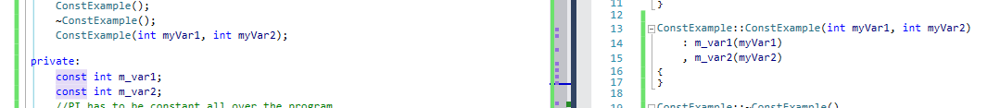 ConstExample();
~ConstExample();
ConstExample(int myVar1, int myVar2);
private:
const int m_var1;
const int m_var2;
//PI has to be constant all over the program
11 }
12
13 ConstExample::ConstExample(int myVar1, int myVar2)
14 : m_var1(myVar1)
15 , m_var2(myVar2)
16 {
17 }
18
19 ConstExample::~ConstExample()